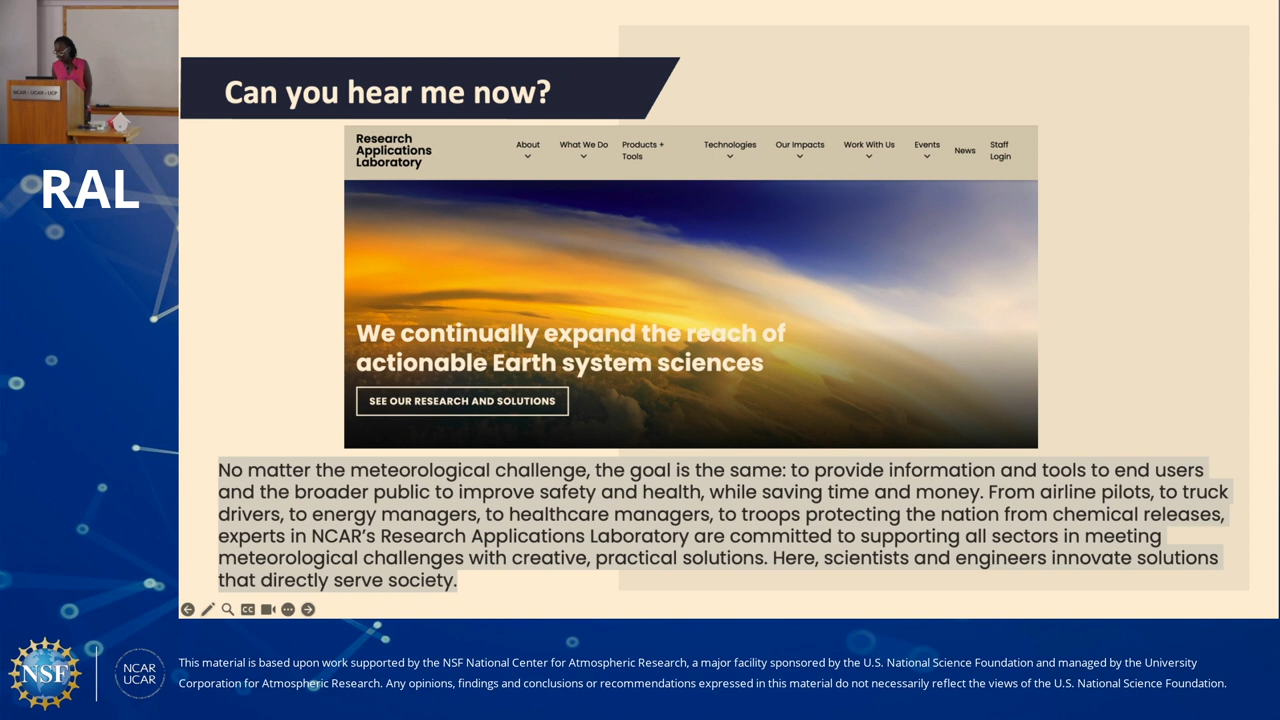 NCAR • UCAR • UCP
RAL
Can you hear me now?
Research
Applications
Laboratory
About
What We Do
Products +
Tools
Technologies
Our Impacts
Work With Us
Events
News
Staff
Login
We continually expand the reach of
actionable Earth system sciences
SEE OUR RESEARCH AND SOLUTIONS
No matter the meteorological challenge, the goal is the same: to provide information and tools to end users
and the broader public to improve safety and health, while saving time and money. From airline pilots, to truck
drivers, to energy managers, to healthcare managers, to troops protecting the nation from chemical releases,
experts in NCAR’s Research Applications Laboratory are committed to supporting all sectors in meeting
meteorological challenges with creative, practical solutions. Here, scientists and engineers innovate solutions
that directly serve society.
CC
NSF
NCAR
UCAR
This material is based upon work supported by the NSF National Center for Atmospheric Research, a major facility sponsored by the U.S. National Science Foundation and managed by the University
Corporation for Atmospheric Research. Any opinions, findings and conclusions or recommendations expressed in this material do not necessarily reflect the views of the U.S. National Science Foundation.